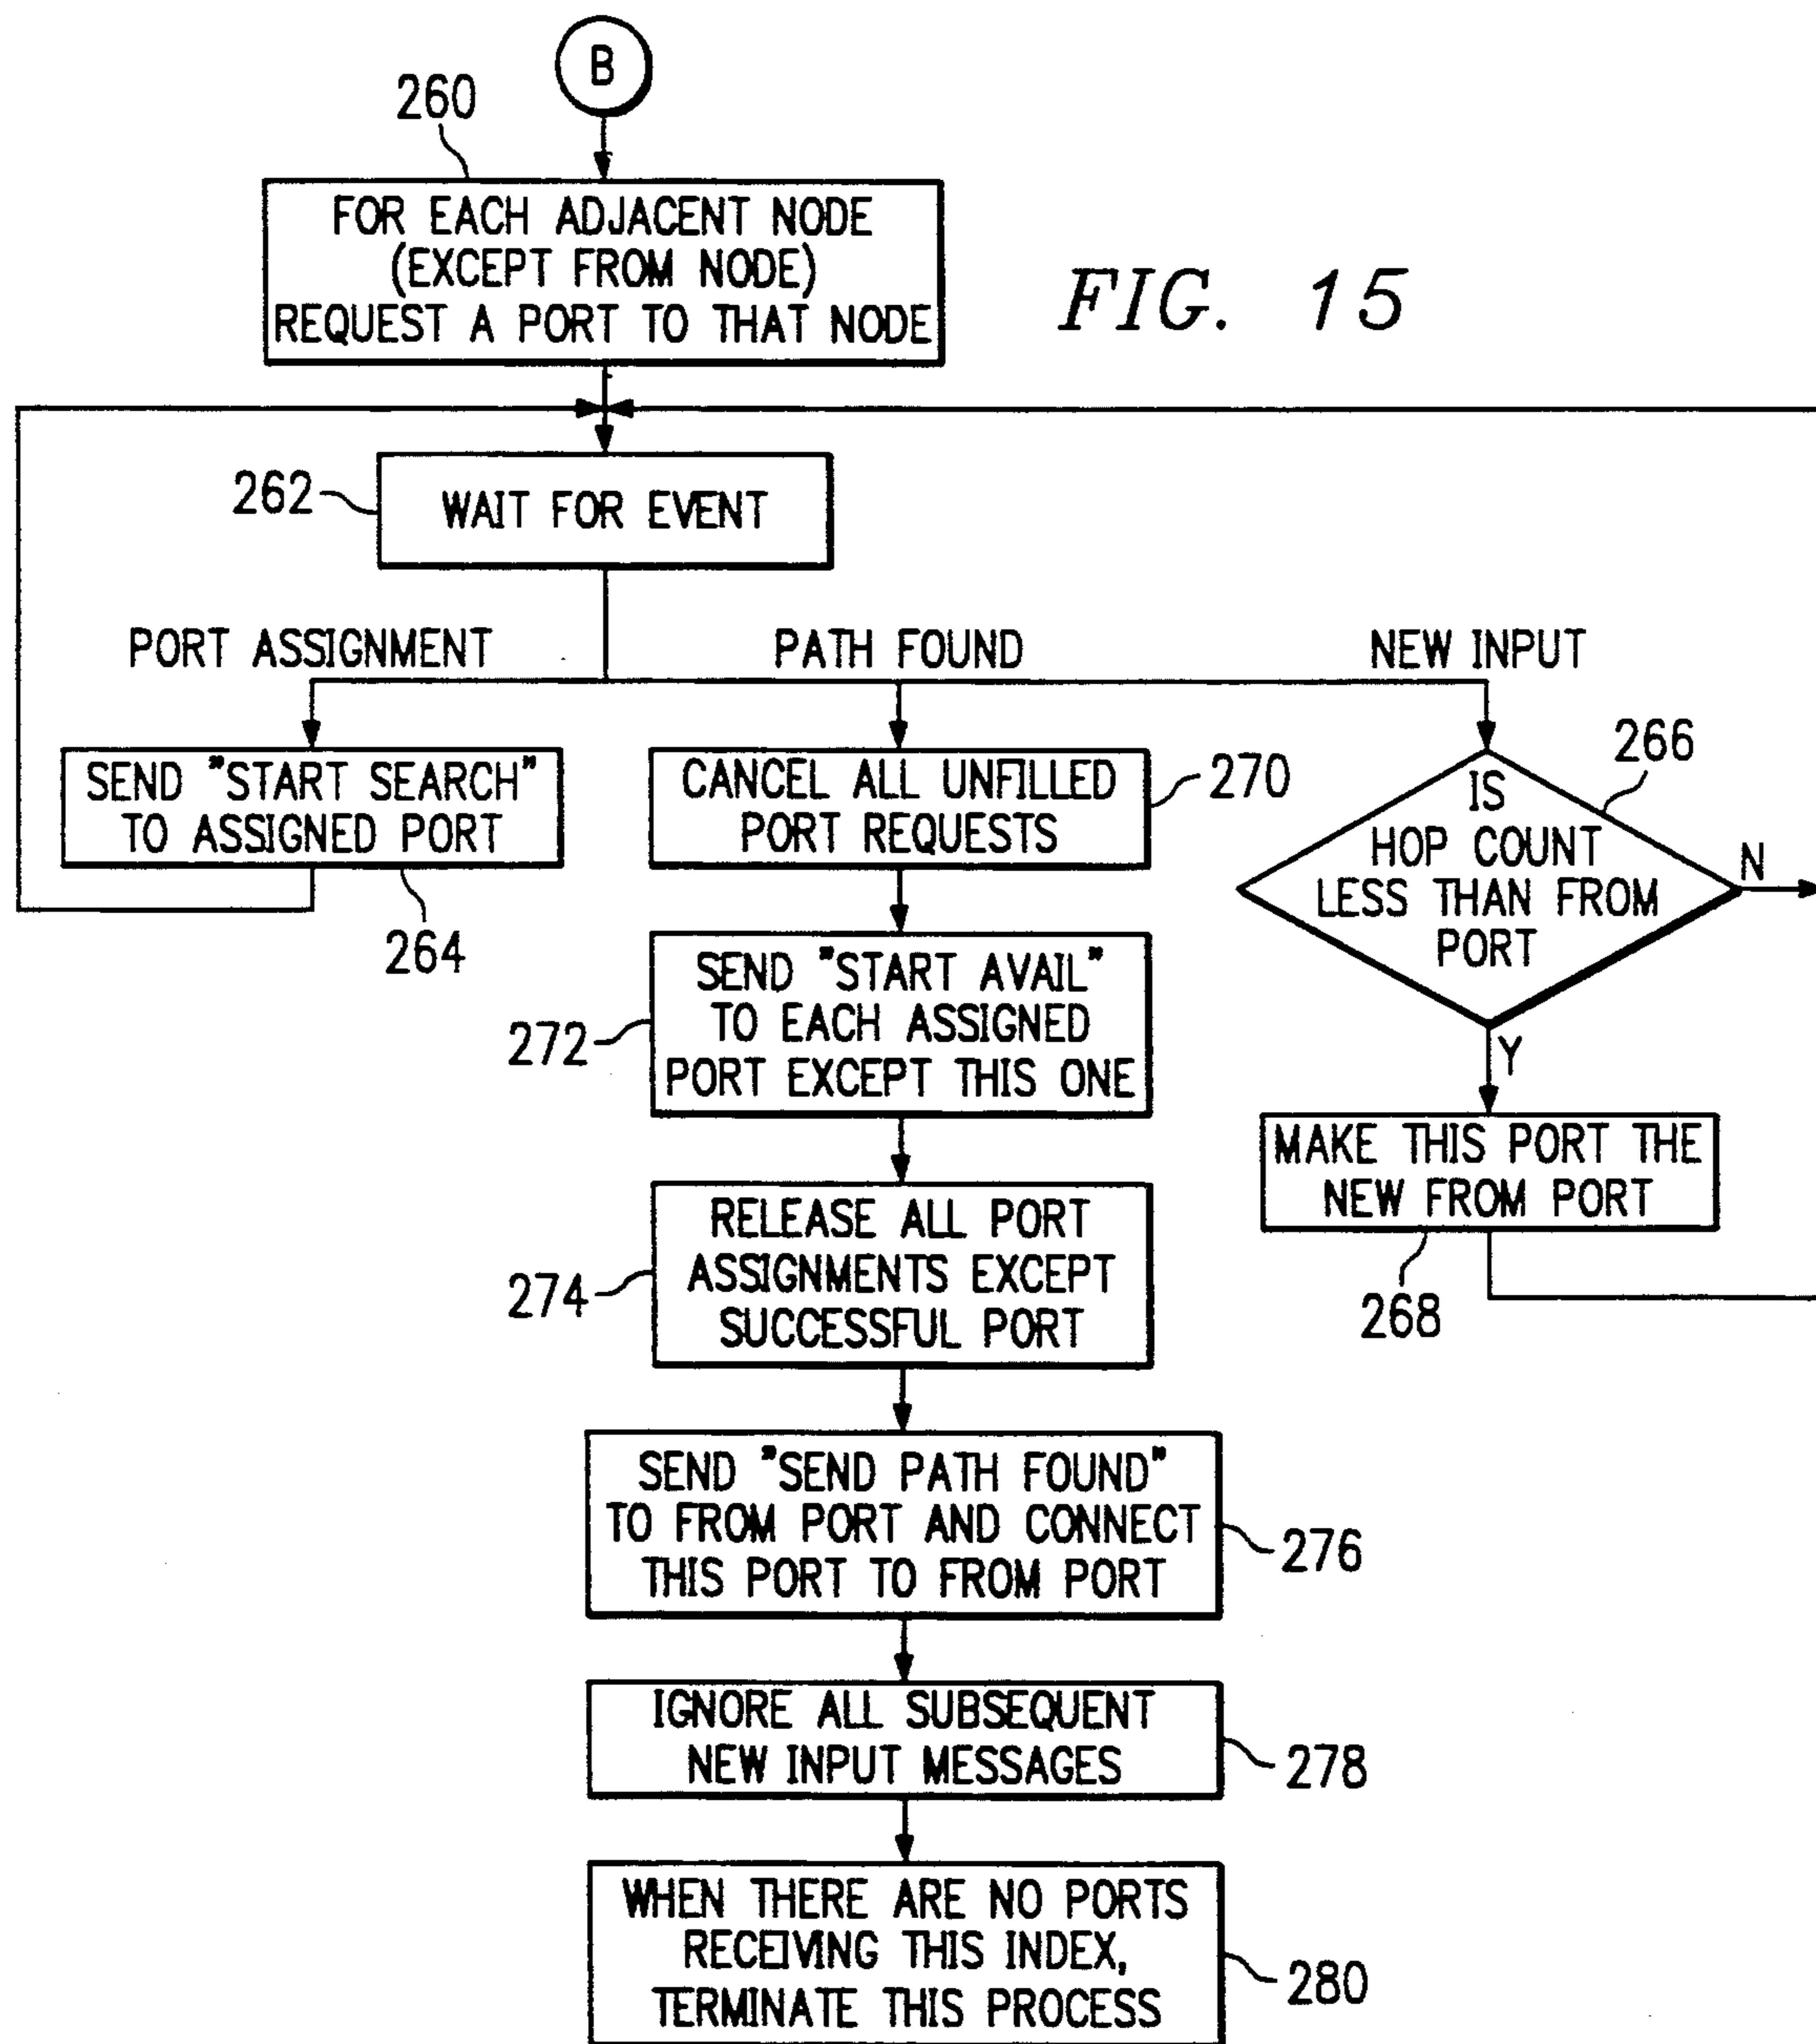 B
260
FOR EACH ADJACENT NODE
(EXCEPT FROM NODE)
REQUEST A PORT TO THAT NODE
FIG. 15
262
WAIT FOR EVENT
PORT ASSIGNMENT
PATH FOUND
NEW INPUT
SEND "START SEARCH"
TO ASSIGNED PORT
264
CANCEL ALL UNFILLED
PORT REQUESTS
270
266
IS
HOP COUNT
LESS THAN FROM
PORT
N
Y
SEND "START AVAIL"
TO EACH ASSIGNED
PORT EXCEPT THIS ONE
272
MAKE THIS PORT THE
NEW FROM PORT
268
RELEASE ALL PORT
ASSIGNMENTS EXCEPT
SUCCESSFUL PORT
274
SEND "SEND PATH FOUND"
TO FROM PORT AND CONNECT
THIS PORT TO FROM PORT
276
IGNORE ALL SUBSEQUENT
NEW INPUT MESSAGES
278
WHEN THERE ARE NO PORTS
RECEIVING THIS INDEX,
TERMINATE THIS PROCESS
280